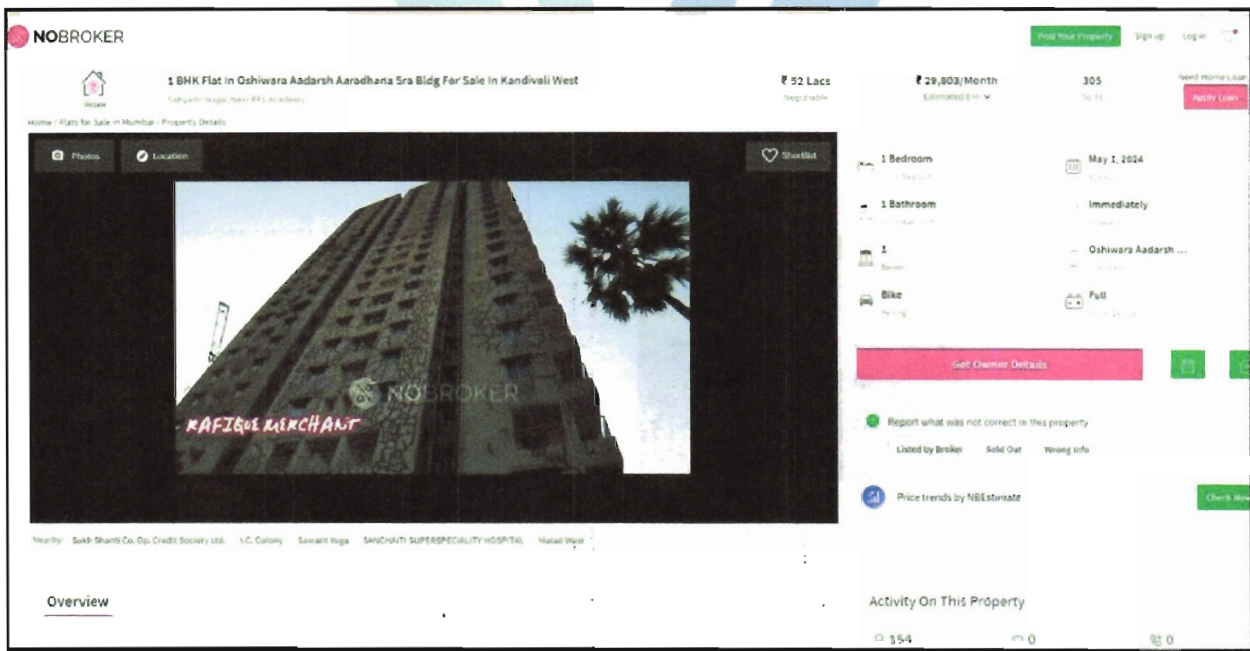 NOBROKER
Post Your Property
Sign up
Log in
Resale
1 BHK Flat In Oshiwara Aadarsh Aaradhana Sra Bldg For Sale In Kandivali West
₹ 52 Lacs
Negotiable
₹ 29,803/Month
Estimated EMI
305
Sq.Ft
Need Home Loan
Apply Loan
Home / Flats for Sale in Mumbai / Property Details
Photos
Location
Shortlist
NOBROKER
RAFIQUE MERCHANT
1 Bedroom
May 1, 2024
1 Bathroom
Immediately
1
Balcony
Oshiwara Aadarsh ...
Bike
Parking
Full
Get Owner Details
Report what was not correct in this property
Listed by Broker
Sold Out
Wrong Info
Price trends by NBEstimate
Check Now
Nearby: Sukh Shanti Co. Op. Credit Society Ltd. I.C. Colony Sawant Yoga SANCHAITI SUPERSPECIALITY HOSPITAL Malad West
Overview
Activity On This Property
354
0
0